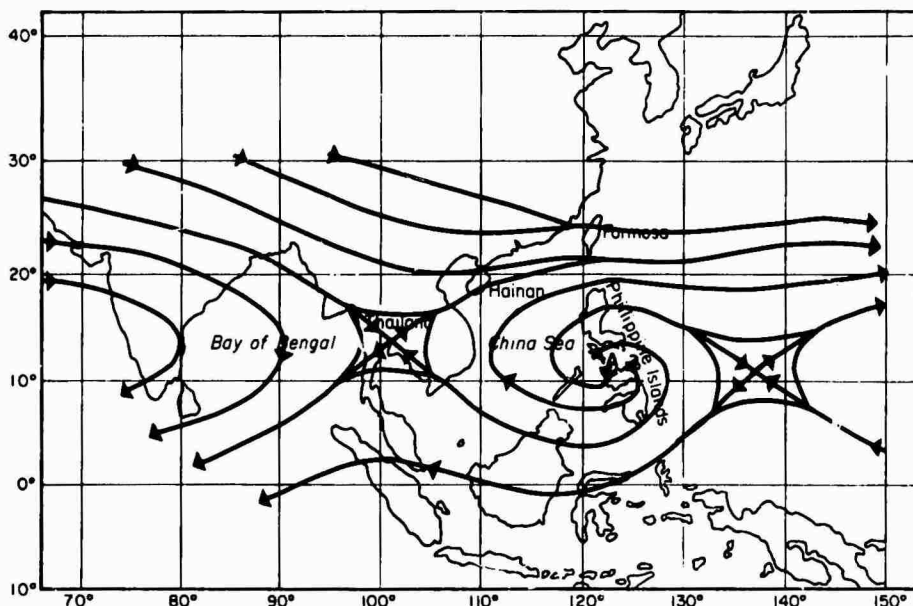 40°
30°
Formosa
20°
Hainan
Thailand
Philippine Islands
Bay of Bengal
China Sea
10°
0°
10°
70° 80° 90° 100° 110° 120° 130° 140° 150°